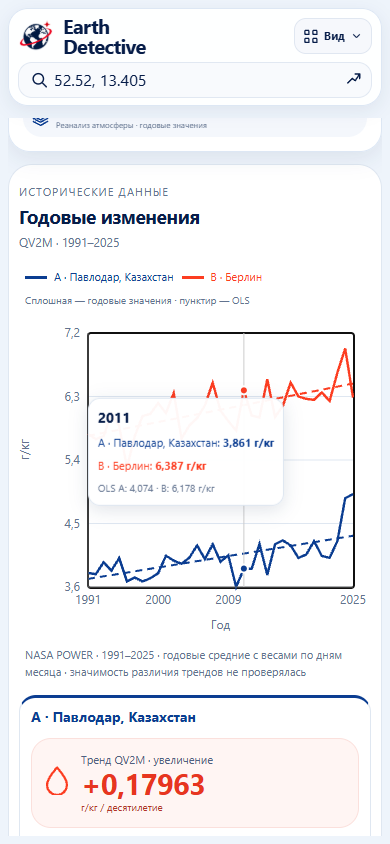 Earth
Detective
Вид
52.52, 13.405
Реанализ атмосферы · годовые значения
ИСТОРИЧЕСКИЕ ДАННЫЕ
Годовые изменения
QV2M · 1991–2025
A · Павлодар, Казахстан B · Берлин
Сплошная — годовые значения · пунктир — OLS
7,2
6,3
5,4
4,5
3,6
г/кг
2011
A · Павлодар, Казахстан: 3,861 г/кг
B · Берлин: 6,387 г/кг
OLS A: 4,074 · B: 6,178 г/кг
1991 2000 2009 2025
Год
NASA POWER · 1991–2025 · годовые средние с весами по дням
месяца · значимость различия трендов не проверялась
A · Павлодар, Казахстан
Тренд QV2M · увеличение
+0,17963
г/кг / десятилетие